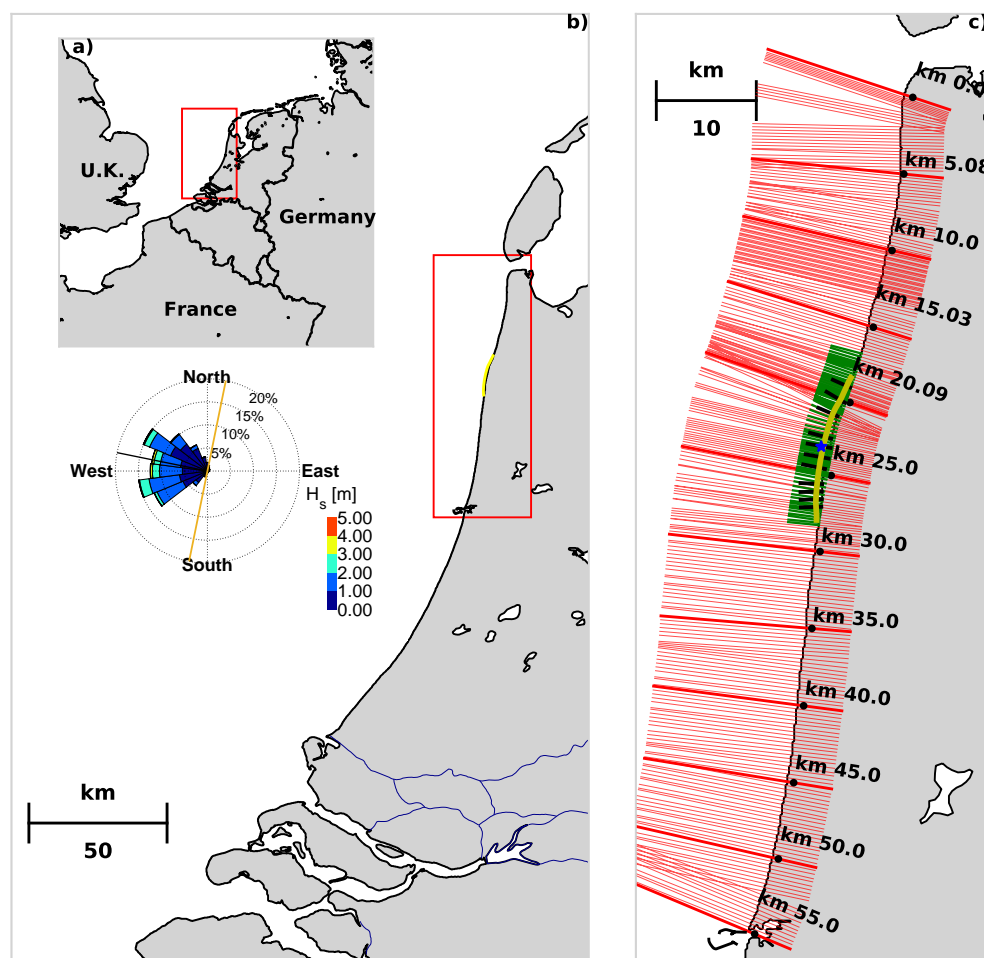 a)
U.K.
Germany
France
b)
North
20%
15%
10%
5%
West
East
South
H_s [m]
5.00
4.00
3.00
2.00
1.00
0.00
km
50
c)
km
10
km 0.0
km 5.08
km 10.0
km 15.03
km 20.09
km 25.0
km 30.0
km 35.0
km 40.0
km 45.0
km 50.0
km 55.0